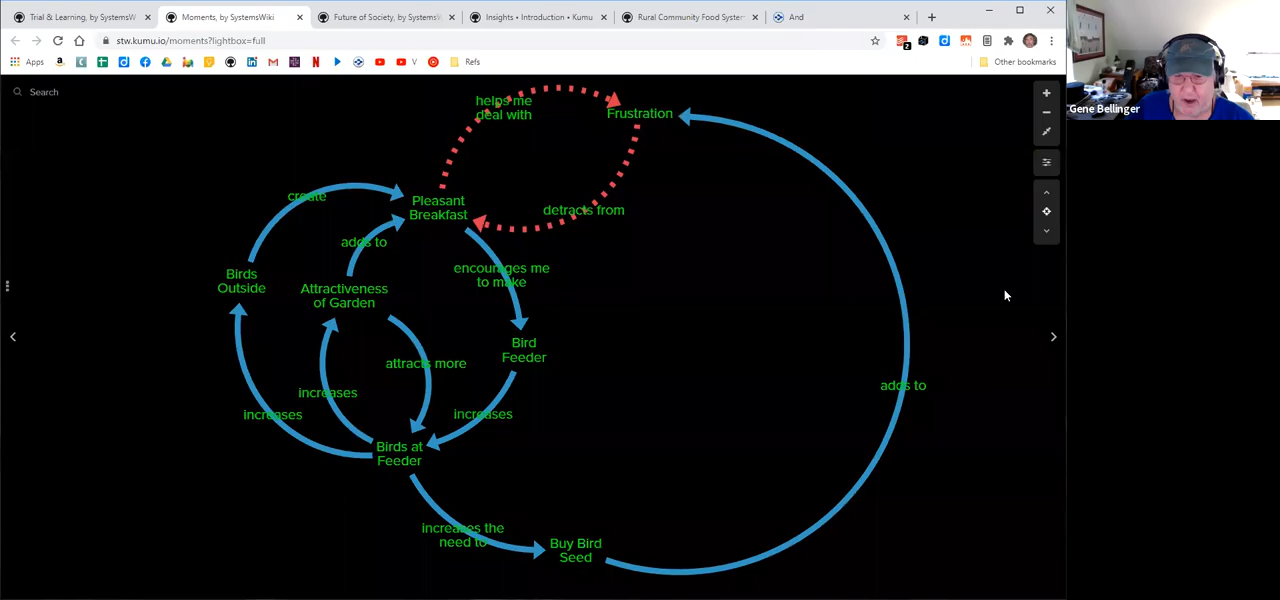 Trial & Learning, by SystemsW
Moments, by SystemsWiki
Future of Society, by SystemsW
Insights • Introduction • Kumu
Rural Community Food System
And
stw.kumu.io/moments?lightbox=full
2
Apps
V
Refs
Other bookmarks
Search
Gene Bellinger
helps me
deal with
Frustration
create
Pleasant
Breakfast
detracts from
adds to
encourages me
to make
Birds
Outside
Attractiveness
of Garden
Bird
Feeder
attracts more
adds to
increases
increases
increases
Birds at
Feeder
increases the
need to
Buy Bird
Seed